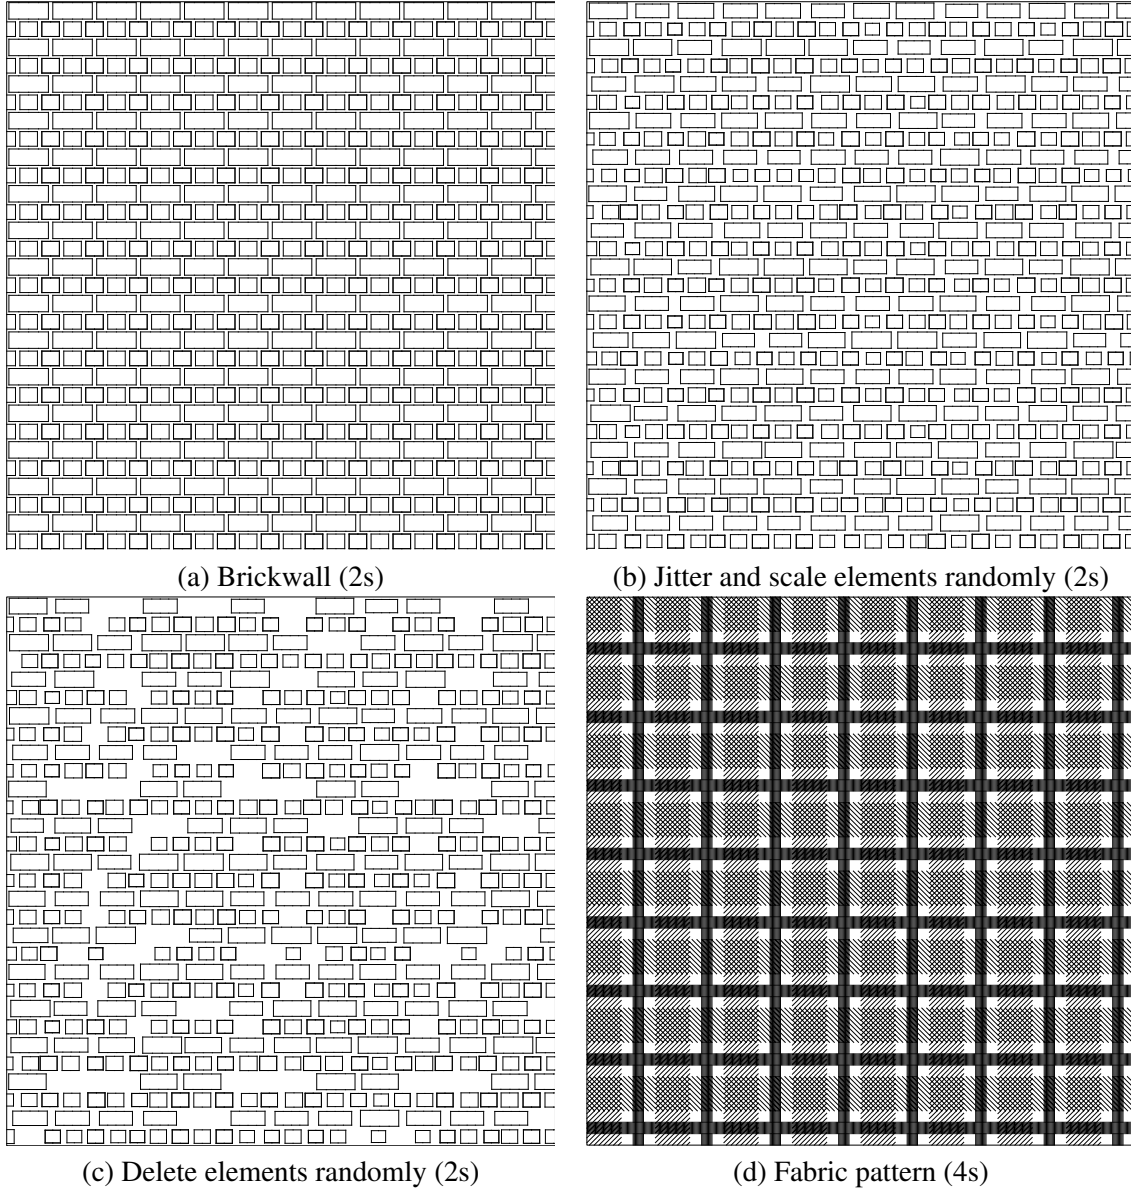 (a) Brickwall (2s)
(b) Jitter and scale elements randomly (2s)
(c) Delete elements randomly (2s)
(d) Fabric pattern (4s)